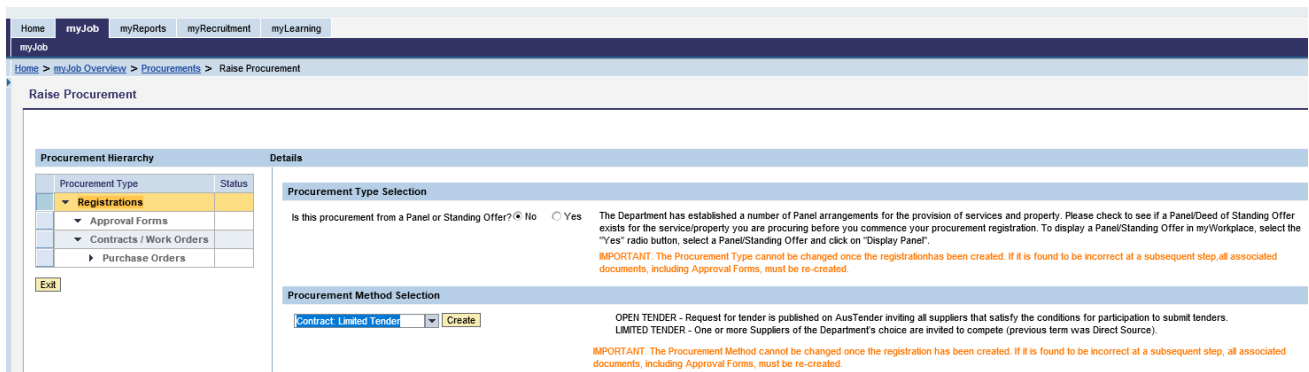 Home myJob myReports myRecruitment myLearning
myJob
Home > myJob Overview > Procurements > Raise Procurement
Raise Procurement
Procurement Hierarchy
Details
Procurement Type Status
Registrations
Approval Forms
Contracts / Work Orders
Purchase Orders
Exit
Procurement Type Selection
Is this procurement from a Panel or Standing Offer? No Yes
The Department has established a number of Panel arrangements for the provision of services and property. Please check to see if a Panel/Deed of Standing Offer
exists for the service/property you are procuring before you commence your procurement registration. To display a Panel/Standing Offer in myWorkplace, select the
"Yes" radio button, select a Panel/Standing Offer and click on "Display Panel".
IMPORTANT. The Procurement Type cannot be changed once the registrationhas been created. If it is found to be incorrect at a subsequent step,all associated
documents, including Approval Forms, must be re-created.
Procurement Method Selection
Contract: Limited Tender Create
OPEN TENDER - Request for tender is published on AusTender inviting all suppliers that satisfy the conditions for participation to submit tenders.
LIMITED TENDER - One or more Suppliers of the Department's choice are invited to compete (previous term was Direct Source).
IMPORTANT. The Procurement Method cannot be changed once the registration has been created. If it is found to be incorrect at a subsequent step, all associated
documents, including Approval Forms, must be re-created.